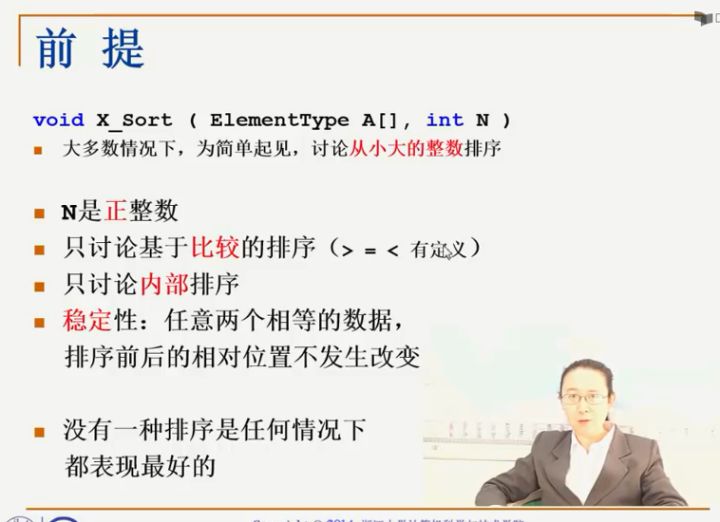 前 提
void X_Sort ( ElementType A[], int N )
大多数情况下，为简单起见，讨论从小大的整数排序
N是正整数
只讨论基于比较的排序（> = < 有定义）
只讨论内部排序
稳定性：任意两个相等的数据，
排序前后的相对位置不发生改变
没有一种排序是任何情况下
都表现最好的